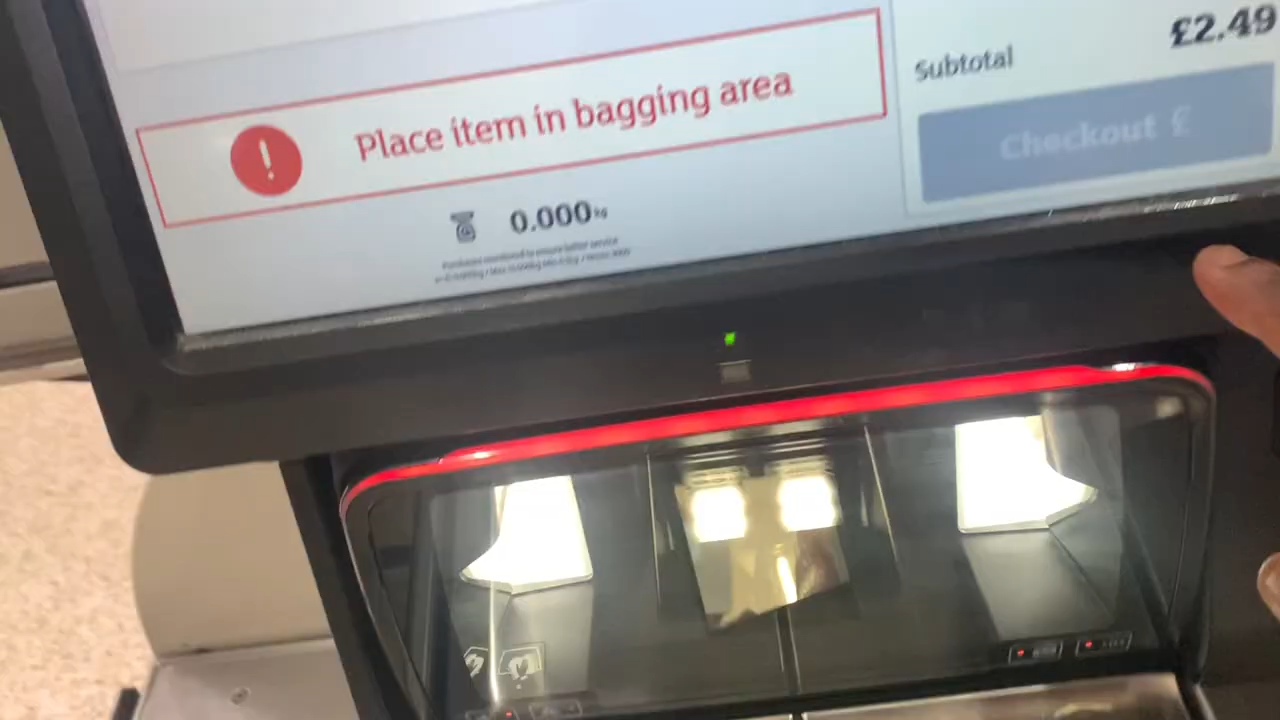 £2.49
Subtotal
Place item in bagging area
Checkout £
0.000kg